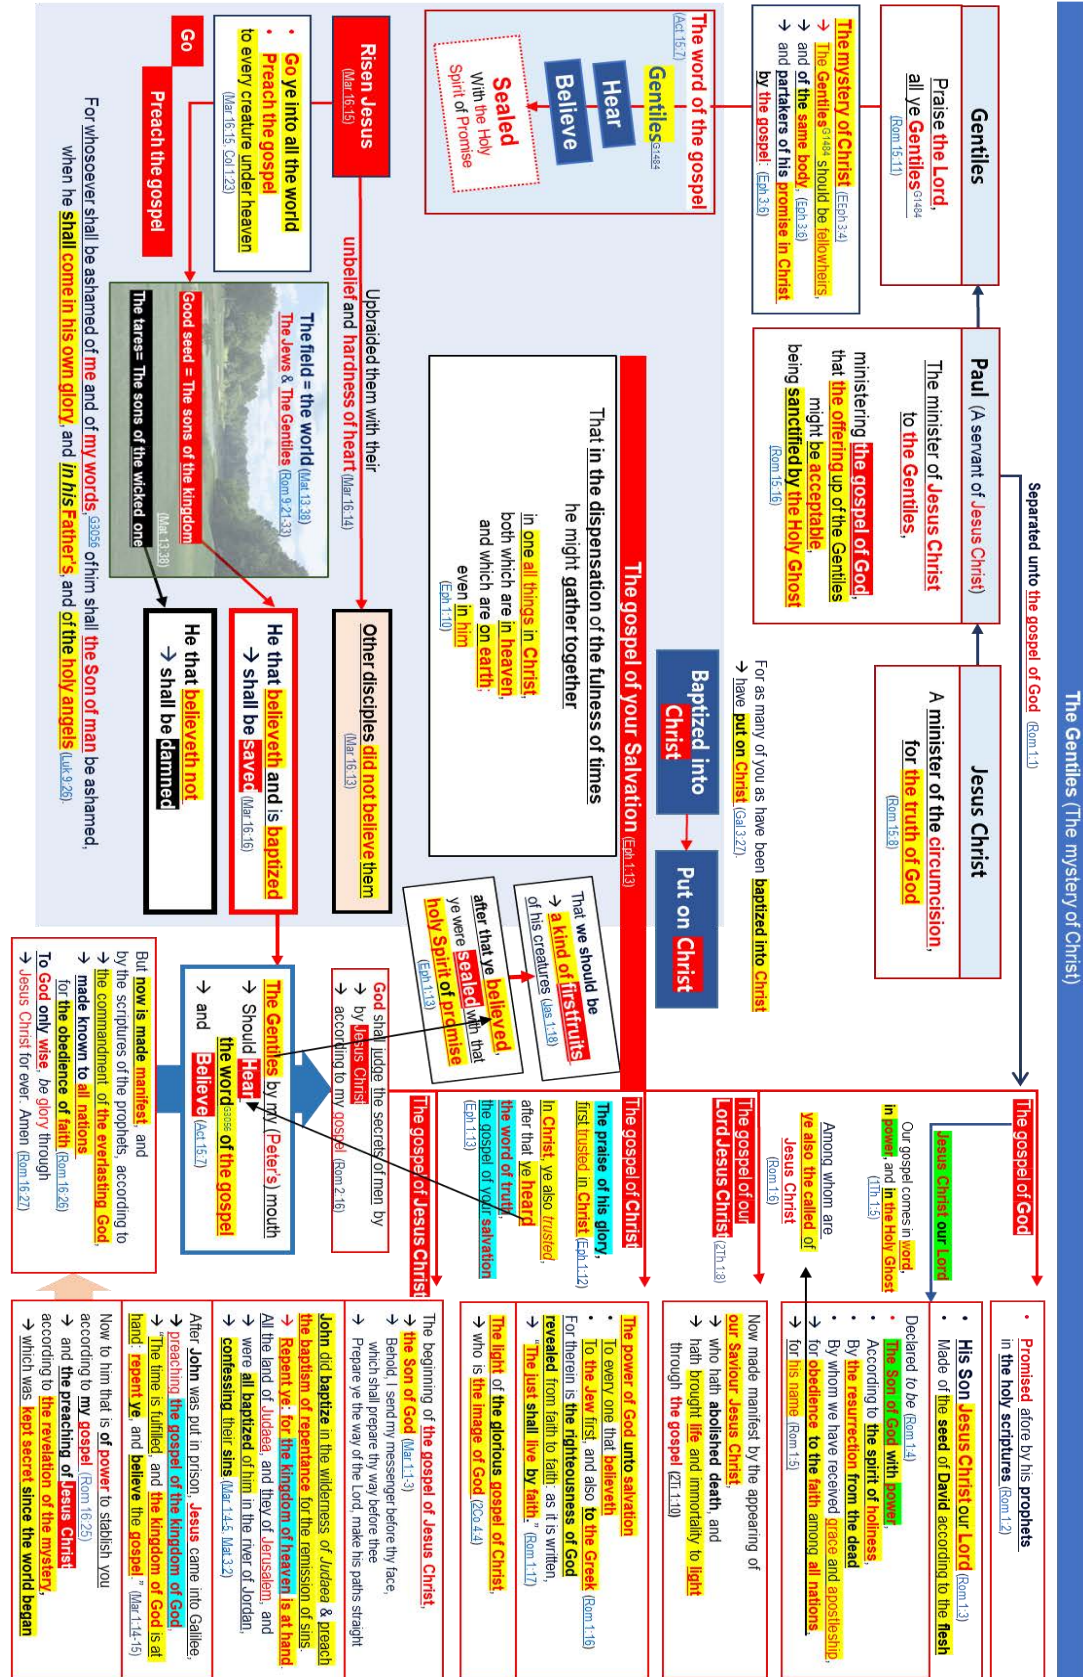 The Gentiles (The mystery of Christ)
Separated unto the gospel of God (Rom 1:1)
Gentiles
Praise the Lord,
all ye Gentiles G1484
(Rom 15:11)
Paul (A servant of Jesus Christ)
The minister of Jesus Christ
to the Gentiles,
ministering the gospel of God,
that the offering up of the Gentiles
might be acceptable,
being sanctified by the Holy Ghost
(Rom 15:16)
Jesus Christ
A minister of the circumcision,
for the truth of God
(Rom 15:8)
The mystery of Christ (EEph 3:4)
→ The Gentiles G1484 should be fellowheirs,
→ and of the same body, (Eph 3:6)
→ and partakers of his promise in Christ
by the gospel: (Eph 3:6)
The word of the gospel
(Act 15:7)
Gentiles G1484
Hear
Believe
Sealed
With the Holy
Spirit of Promise
For as many of you as have been baptized into Christ
→ have put on Christ (Gal 3:27).
Baptized into
Christ
Put on Christ
The gospel of your Salvation (Eph 1:13)
That in the dispensation of the fulness of times
he might gather together
in one all things in Christ,
both which are in heaven,
and which are on earth;
even in him
(Eph 1:10)
That we should be
→ a kind of firstfruits
of his creatures (Jas 1:18)
after that ye believed,
ye were sealed with that
holy Spirit of promise
(Eph 1:13)
Risen Jesus
(Mar 16:15)
Upbraided them with their
unbelief and hardness of heart (Mar 16:14)
Other disciples did not believe them
(Mar 16:13)
• Go ye into all the world
• Preach the gospel
to every creature under heaven
(Mar 16:15, Col 1:23)
Go
Preach the gospel
The field = the world (Mat 13:38)
The Jews & The Gentiles (Rom 9:21-33)
Good seed = The sons of the kingdom
The tares= The sons of the wicked one
(Mat 13:38)
He that believeth and is baptized
→ shall be saved (Mar 16:16)
He that believeth not
→ shall be damned
For whosoever shall be ashamed of me and of my words, G3056 of him shall the Son of man be ashamed,
when he shall come in his own glory, and in his Father's, and of the holy angels (Luk 9:26).
The gospel of God
Jesus Christ our Lord
Our gospel comes in word,
in power, and in the Holy Ghost
(1Th 1:5)
Among whom are
ye also the called of
Jesus Christ
(Rom 1:6)
The gospel of our
Lord Jesus Christ (2Th 1:8)
The gospel of Christ
The praise of his glory,
first trusted in Christ (Eph 1:12)
In Christ, ye also trusted,
after that ye heard
the word of truth,
the gospel of your salvation
(Eph 1:13)
The gospel of Jesus Christ
God shall judge the secrets of men by
→ by Jesus Christ
→ according to my gospel (Rom 2:16)
The Gentiles by my (Peter's) mouth
→ Should Hear
the word G3056 of the gospel
→ and Believe (Act 15:7)
But now is made manifest, and
by the scriptures of the prophets, according to
→ the commandment of the everlasting God,
→ made known to all nations
for the obedience of faith (Rom 16:26)
To God only wise, be glory through
→ Jesus Christ for ever. Amen (Rom 16:27)
• Promised afore by his prophets
in the holy scriptures (Rom 1:2)
• His Son Jesus Christ our Lord (Rom 1:3)
• Made of the seed of David according to the flesh
Declared to be (Rom 1:4)
• The Son of God with power,
• According to the spirit of holiness,
• By the resurrection from the dead
• By whom we have received grace and apostleship,
→ for obedience to the faith among all nations,
→ for his name (Rom 1:5)
Now made manifest by the appearing of
our Saviour Jesus Christ,
→ who hath abolished death, and
→ hath brought life and immortality to light
through the gospel (2Ti 1:10)
The power of God unto salvation
• To every one that believeth
• To the Jew first, and also to the Greek (Rom 1:16)
For therein is the righteousness of God
revealed from faith to faith: as it is written,
→ "The just shall live by faith." (Rom 1:17)
The light of the glorious gospel of Christ,
→ who is the image of God (2Co 4:4)
The beginning of the gospel of Jesus Christ,
→ the Son of God (Mar 1:1-3)
→ Behold, I send my messenger before thy face,
which shall prepare thy way before thee
→ Prepare ye the way of the Lord, make his paths straight
John did baptize in the wilderness of Judaea & preach
the baptism of repentance for the remission of sins.
→ Repent ye: for the kingdom of heaven is at hand.
All the land of Judaea, and they of Jerusalem, and
→ were all baptized of him in the river of Jordan,
→ confessing their sins (Mar 1:4-5, Mat 3:2)
After John was put in prison, Jesus came into Galilee,
→ preaching the gospel of the kingdom of God,
→ "The time is fulfilled, and the kingdom of God is at
hand: repent ye, and believe the gospel." (Mar 1:14-15)
Now to him that is of power to stablish you
according to my gospel (Rom 16:25)
→ and the preaching of Jesus Christ
according to the revelation of the mystery,
→ which was kept secret since the world began